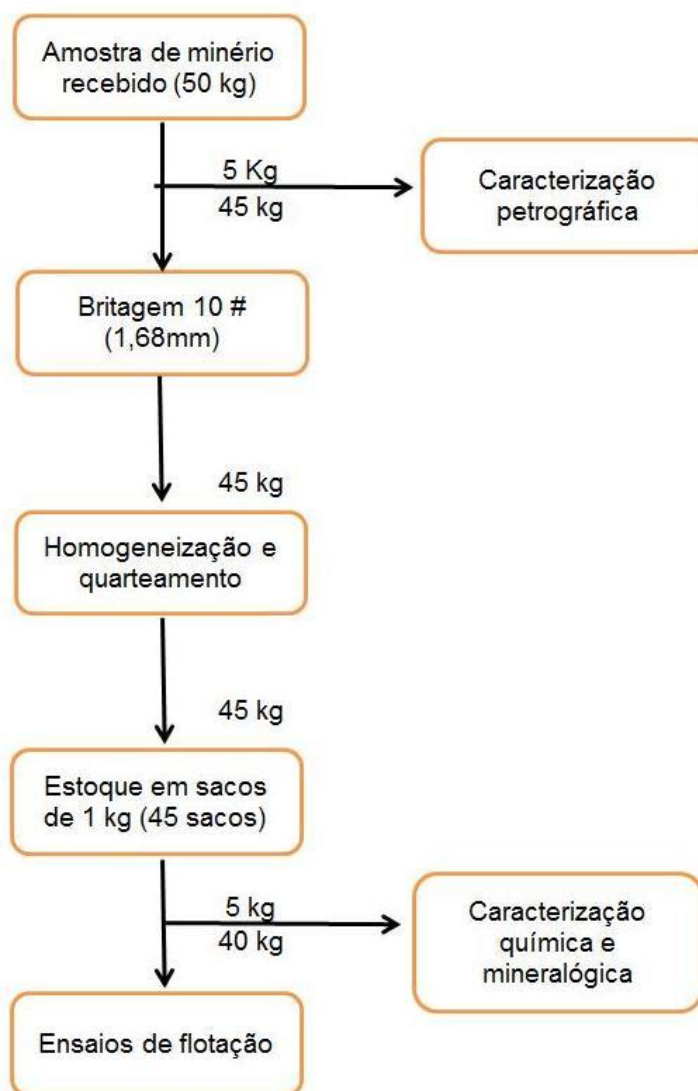 Amostra de minério
recebido (50 kg)
5 Kg
45 kg
Caracterização
petrográfica
Britagem 10 #
(1,68mm)
45 kg
Homogeneização e
quarteamento
45 kg
Estoque em sacos
de 1 kg (45 sacos)
5 kg
40 kg
Caracterização
química e
mineralógica
Ensaios de flotação